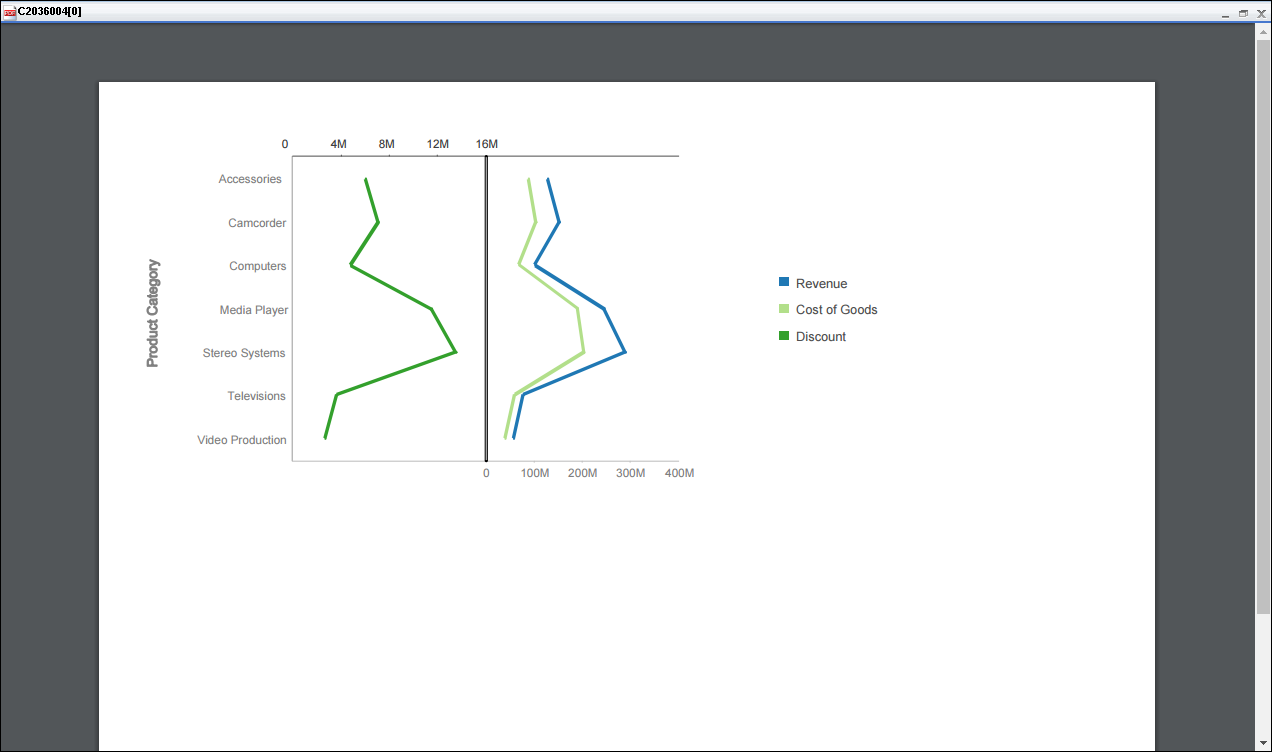 C2036004[0]
0 4M 8M 12M 16M
Accessories
Camcorder
Computers
Media Player
Stereo Systems
Televisions
Video Production
Product Category
0 100M 200M 300M 400M
Revenue
Cost of Goods
Discount